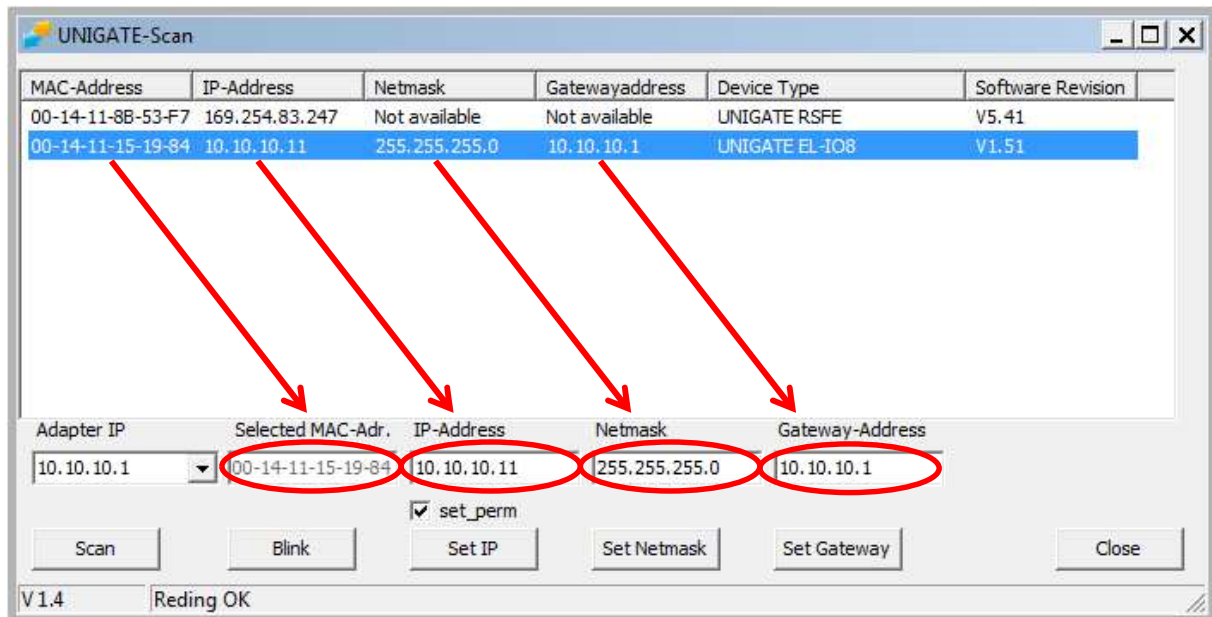 UNIGATE-Scan
MAC-Address IP-Address Netmask Gatewayaddress Device Type Software Revision
00-14-11-8B-53-F7 169.254.83.247 Not available Not available UNIGATE RSFE V5.41
00-14-11-15-19-84 10.10.10.11 255.255.255.0 10.10.10.1 UNIGATE EL-IO8 V1.51
Adapter IP Selected MAC-Adr. IP-Address Netmask Gateway-Address
10.10.10.1 00-14-11-15-19-84 10.10.10.11 255.255.255.0 10.10.10.1
set_perm
Scan Blink Set IP Set Netmask Set Gateway Close
V 1.4 Reding OK